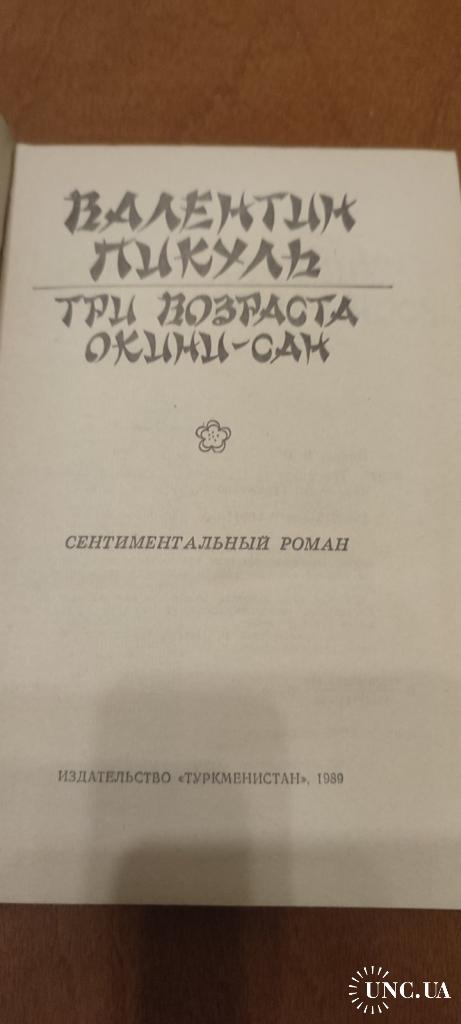 ВАЛЕНТИН
ПИКУЛЬ
ТРИ ВОЗРАСТА
ОКИНИ-САН
СЕНТИМЕНТАЛЬНЫЙ РОМАН
ИЗДАТЕЛЬСТВО «ТУРКМЕНИСТАН», 1989
UNC.UA